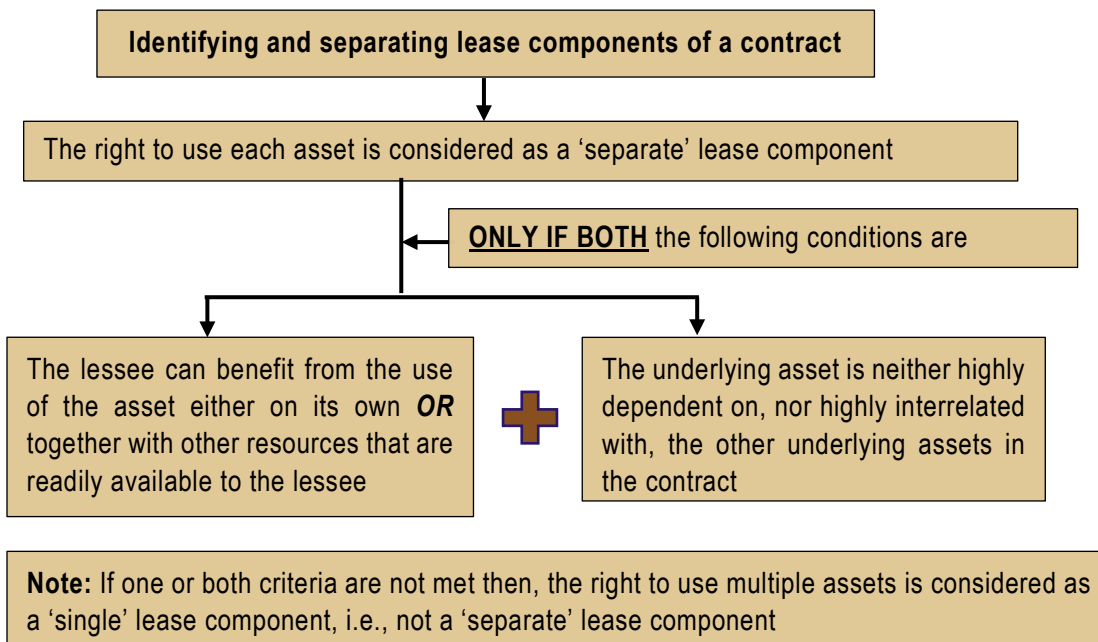 Identifying and separating lease components of a contract
The right to use each asset is considered as a ‘separate’ lease component
ONLY IF BOTH the following conditions are
The lessee can benefit from the use
of the asset either on its own OR
together with other resources that are
readily available to the lessee
The underlying asset is neither highly
dependent on, nor highly interrelated
with, the other underlying assets in
the contract
Note: If one or both criteria are not met then, the right to use multiple assets is considered as
a ‘single’ lease component, i.e., not a ‘separate’ lease component